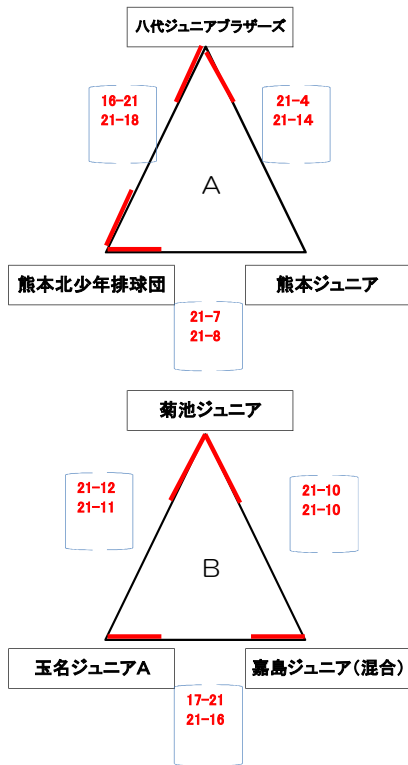 八代ジュニアブラザーズ
16-21
21-18
21-4
21-14
A
熊本北少年排球団
熊本ジュニア
21-7
21-8
菊池ジュニア
21-12
21-11
21-10
21-10
B
玉名ジュニアA
嘉島ジュニア(混合)
17-21
21-16